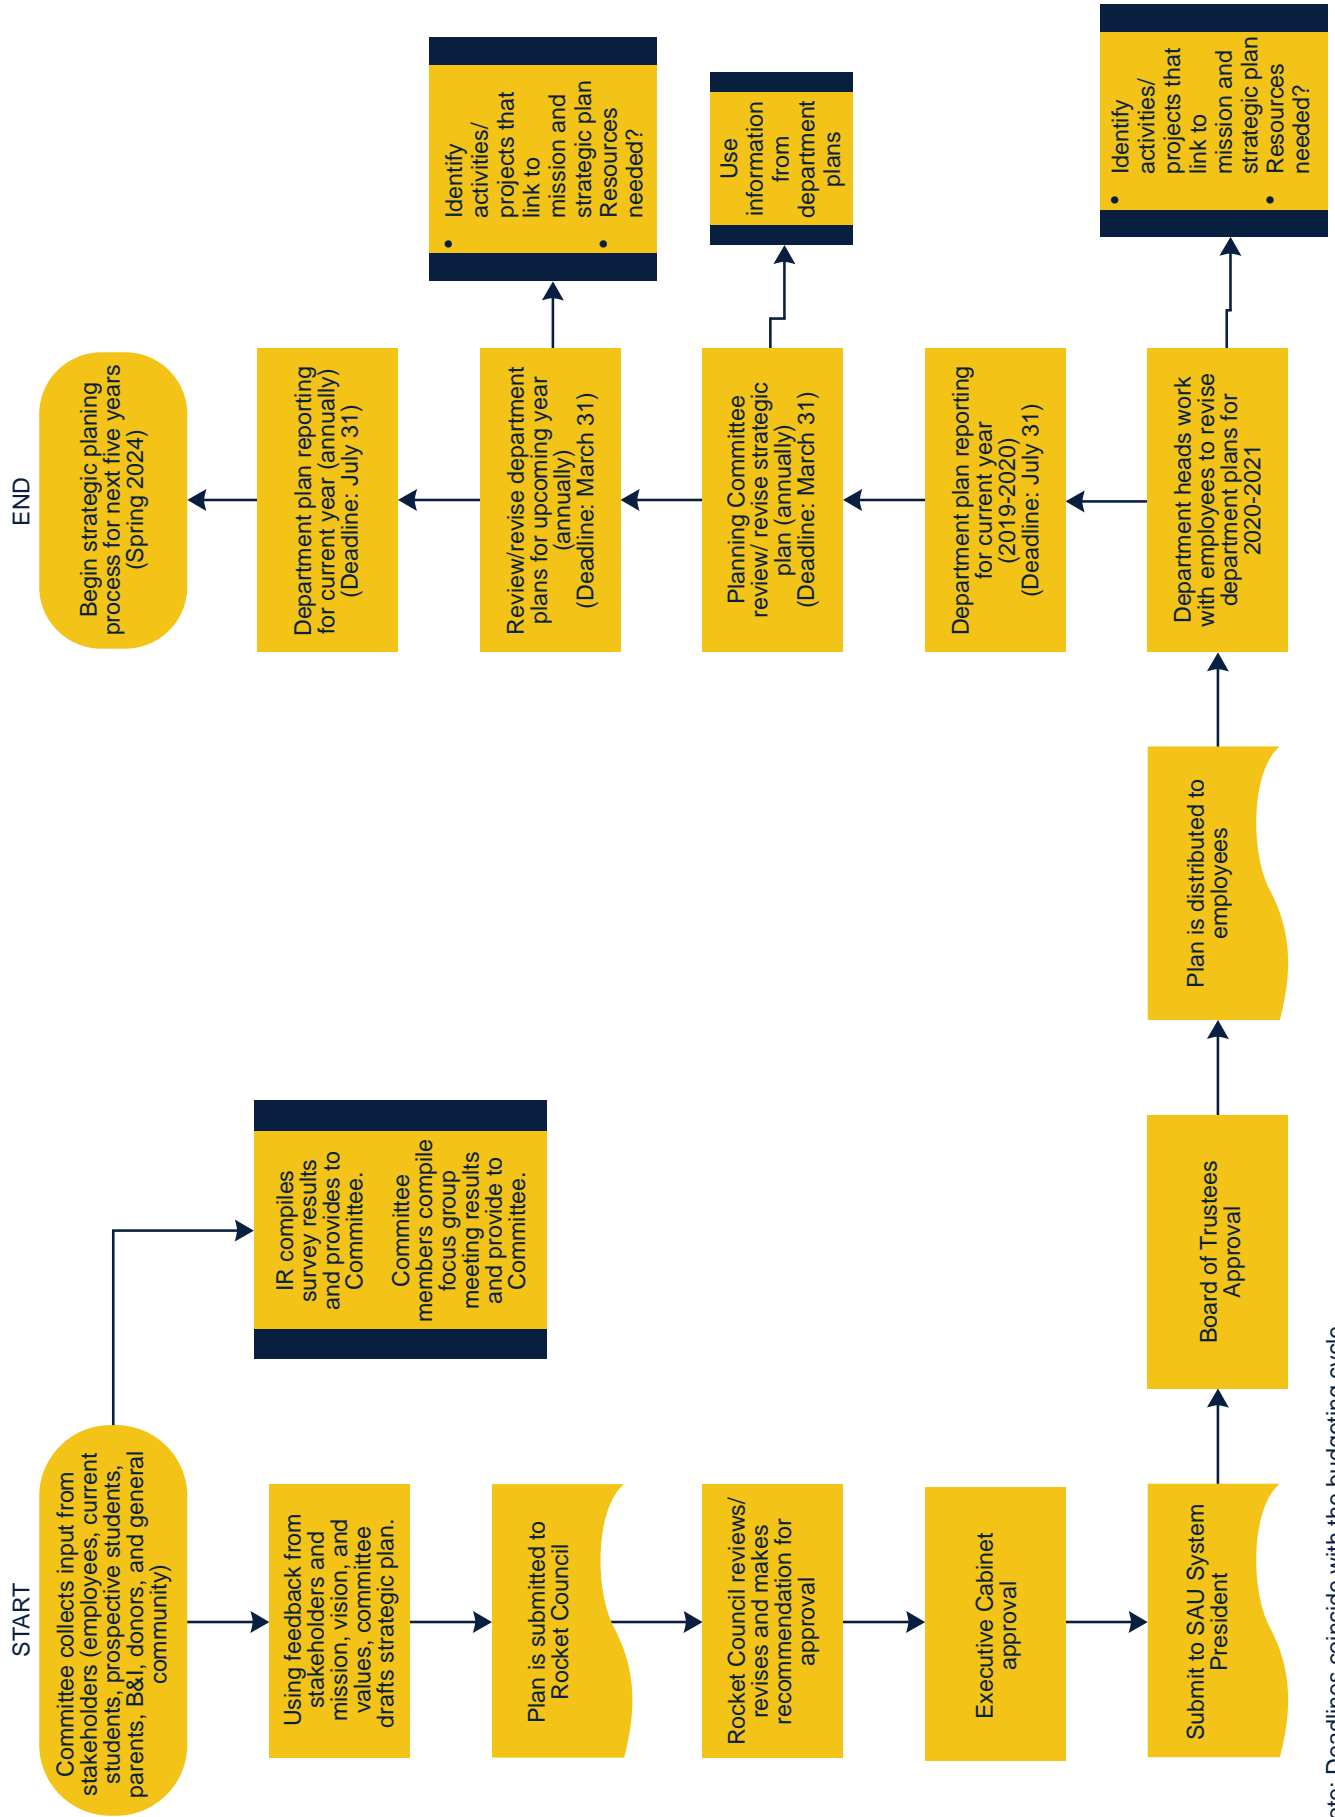 START
Committee collects input from
stakeholders (employees, current
students, prospective students,
parents, B&I, donors, and general
community)
IR compiles
survey results
and provides to
Committee.
Committee
members compile
focus group
meeting results
and provide to
Committee.
Using feedback from
stakeholders and
mission, vision, and
values, committee
drafts strategic plan.
Plan is submitted to
Rocket Council
Rocket Council reviews/
revises and makes
recommendation for
approval
Executive Cabinet
approval
Submit to SAU System
President
Board of Trustees
Approval
Plan is distributed to
employees
Department heads work
with employees to revise
department plans for
2020-2021
• Identify
activities/
projects that
link to
mission and
strategic plan
• Resources
needed?
Department plan reporting
for current year
(2019-2020)
(Deadline: July 31)
Planning Committee
review/ revise strategic
plan (annually)
(Deadline: March 31)
Use
information
from
department
plans
Review/revise department
plans for upcoming year
(annually)
(Deadline: March 31)
• Identify
activities/
projects that
link to
mission and
strategic plan
• Resources
needed?
Department plan reporting
for current year (annually)
(Deadline: July 31)
END
Begin strategic planing
process for next five years
(Spring 2024)
Deadlines coincide with the budgeting cycle